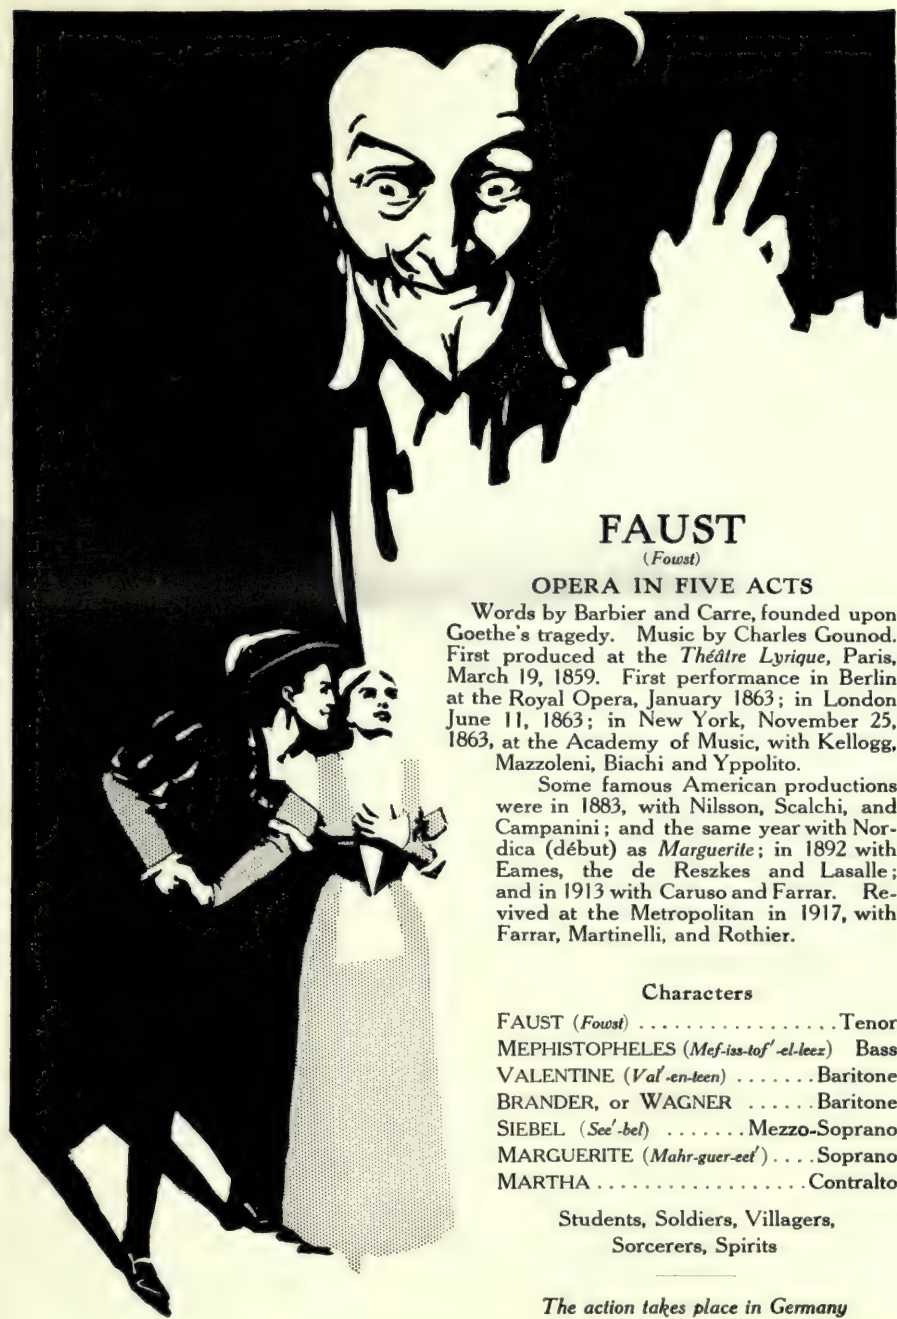 FAUST
(Fowst)
OPERA IN FIVE ACTS
Words by Barbier and Carre, founded upon
Goethe's tragedy. Music by Charles Gounod.
First produced at the Théâtre Lyrique, Paris,
March 19, 1859. First performance in Berlin
at the Royal Opera, January 1863; in London
June 11, 1863; in New York, November 25,
1863, at the Academy of Music, with Kellogg,
Mazzoleni, Biachi and Yppolito.
Some famous American productions
were in 1883, with Nilsson, Scalchi, and
Campanini; and the same year with Nor-
dica (début) as Marguerite; in 1892 with
Eames, the de Reszkes and Lasalle;
and in 1913 with Caruso and Farrar. Re-
vived at the Metropolitan in 1917, with
Farrar, Martinelli, and Rothier.
Characters
FAUST (Fowst) . . . . . . . . . . . . . . . . . Tenor
MEPHISTOPHELES (Mef-iss-tof'-el-leez) Bass
VALENTINE (Val'-en-teen) . . . . . . . Baritone
BRANDER, or WAGNER . . . . . . Baritone
SIEBEL (See'-bel) . . . . . . . Mezzo-Soprano
MARGUERITE (Mahr-guer-eet') . . . . Soprano
MARTHA . . . . . . . . . . . . . . . . . . Contralto
Students, Soldiers, Villagers,
Sorcerers, Spirits
The action takes place in Germany